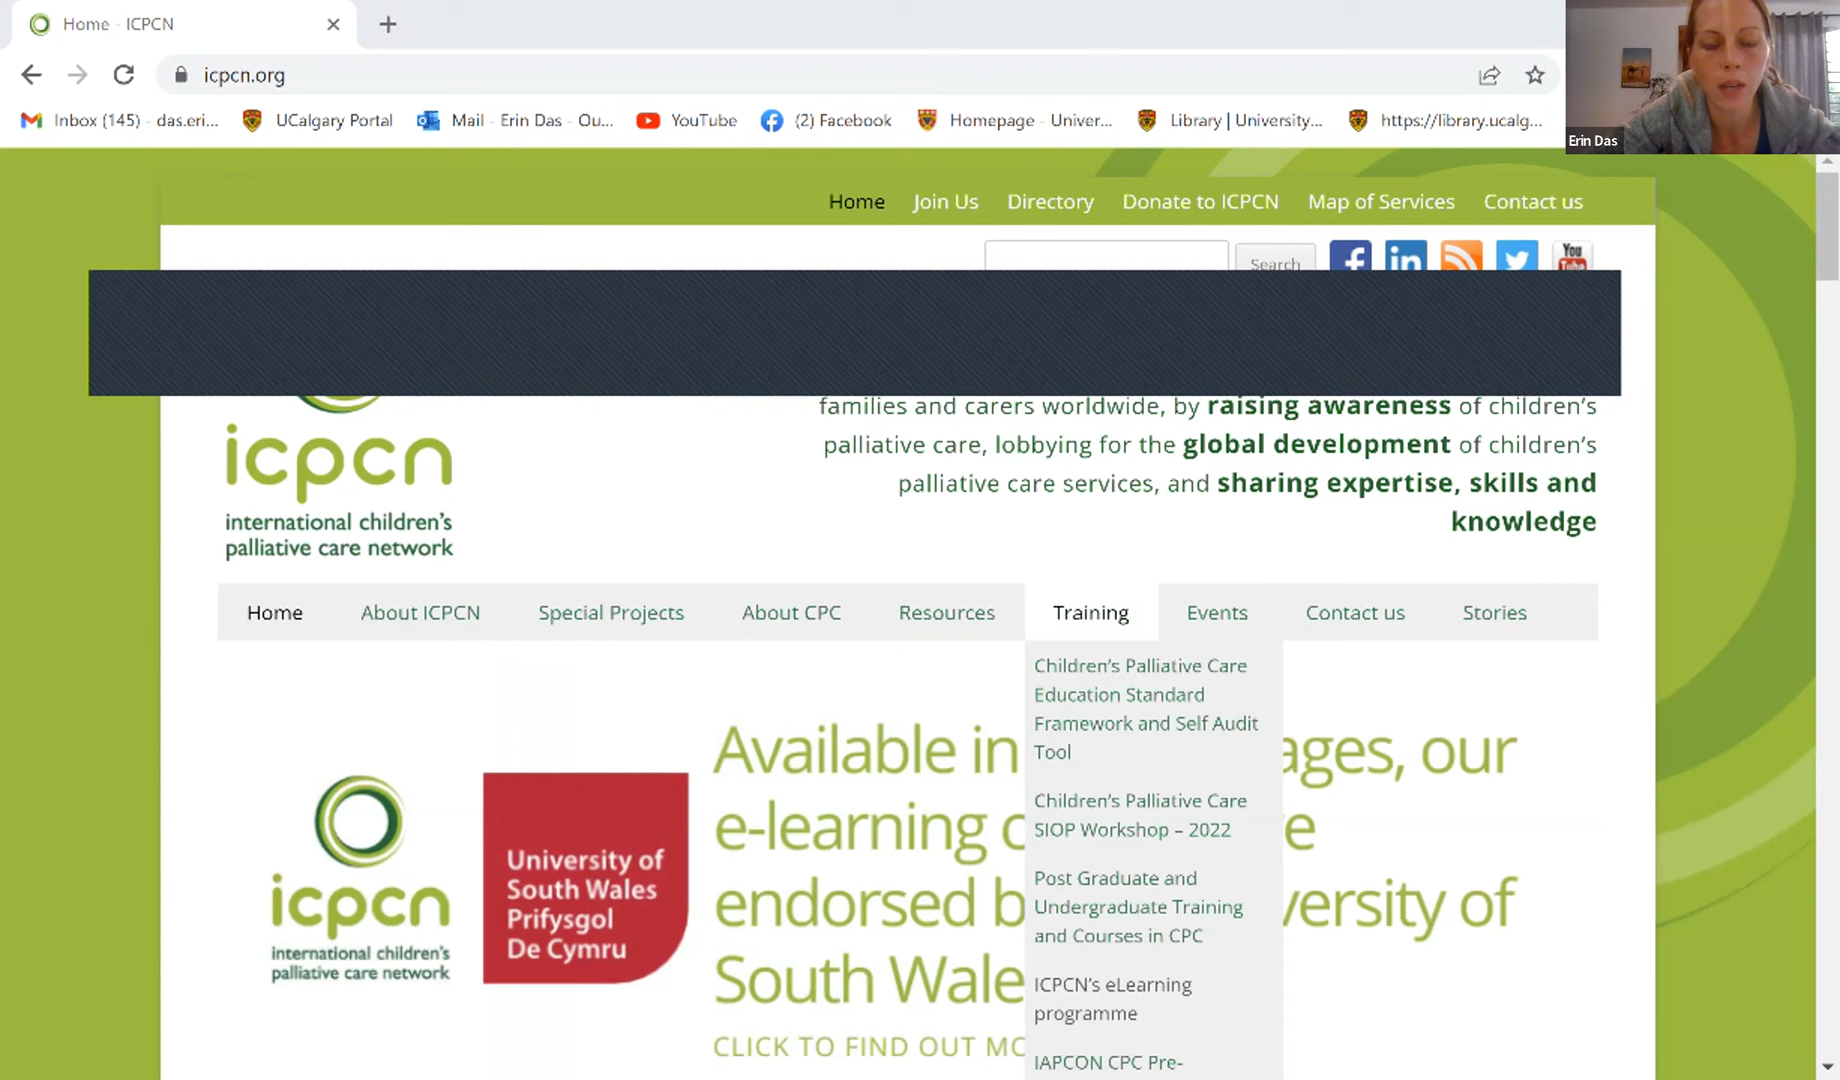 Home - ICPCN
icpcn.org
Inbox (145) - das.eri... UCalgary Portal Mail - Erin Das - Ou... YouTube (2) Facebook Homepage - Univer... Library | University... https://library.ucalg...
Erin Das
Home Join Us Directory Donate to ICPCN Map of Services Contact us
Search
You
Tube
families and carers worldwide, by raising awareness of children's
palliative care, lobbying for the global development of children's
palliative care services, and sharing expertise, skills and
knowledge
icpcn
international children's
palliative care network
Home About ICPCN Special Projects About CPC Resources Training Events Contact us Stories
Children's Palliative Care
Education Standard
Framework and Self Audit
Tool
Children's Palliative Care
SIOP Workshop – 2022
Post Graduate and
Undergraduate Training
and Courses in CPC
ICPCN's eLearning
programme
IAPCON CPC Pre-
icpcn
international children's
palliative care network
University of
South Wales
Prifysgol
De Cymru
Available in ages, our
e-learning c e
endorsed b versity of
South Wale
CLICK TO FIND OUT MO